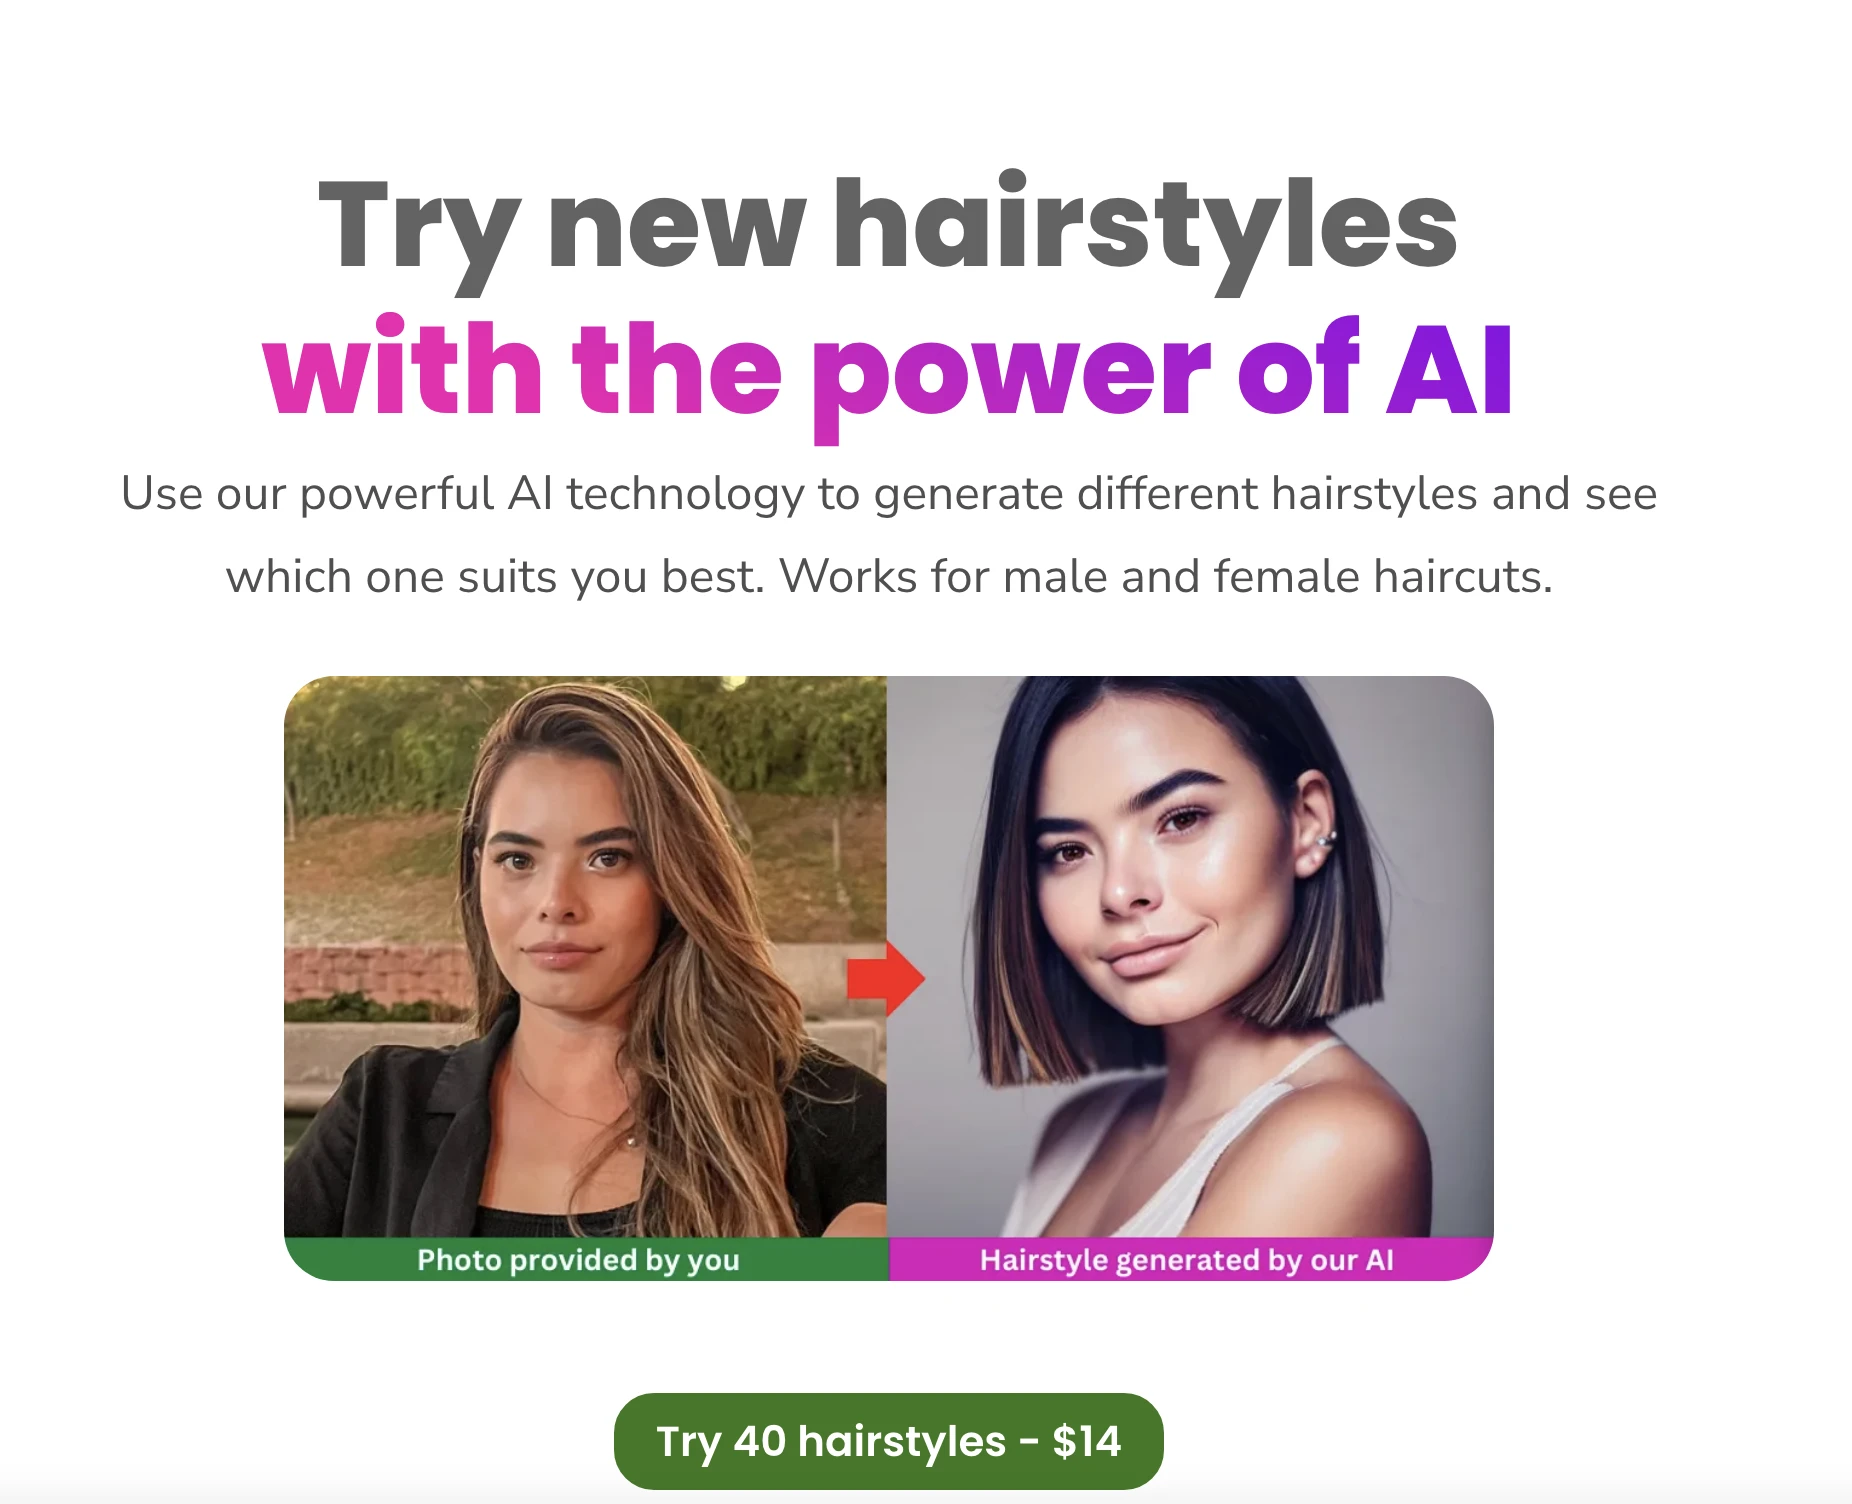 Try new hairstyles
with the power of AI
Use our powerful AI technology to generate different hairstyles and see
which one suits you best. Works for male and female haircuts.
Photo provided by you
Hairstyle generated by our AI
Try 40 hairstyles - $14